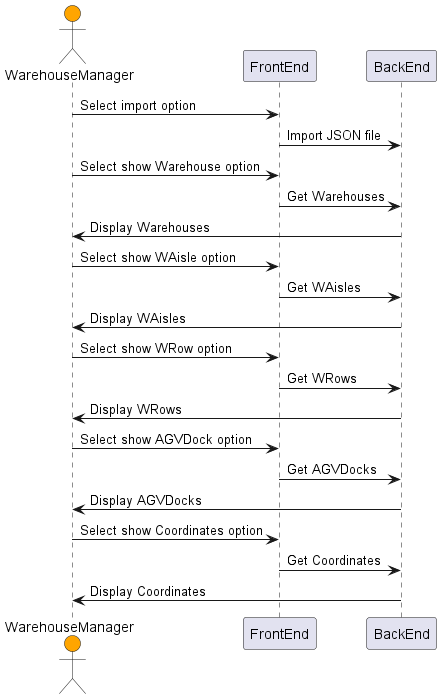 WarehouseManager
FrontEnd
BackEnd
Select import option
Import JSON file
Select show Warehouse option
Get Warehouses
Display Warehouses
Select show WAisle option
Get WAisles
Display WAisles
Select show WRow option
Get WRows
Display WRows
Select show AGVDock option
Get AGVDocks
Display AGVDocks
Select show Coordinates option
Get Coordinates
Display Coordinates
WarehouseManager
FrontEnd
BackEnd